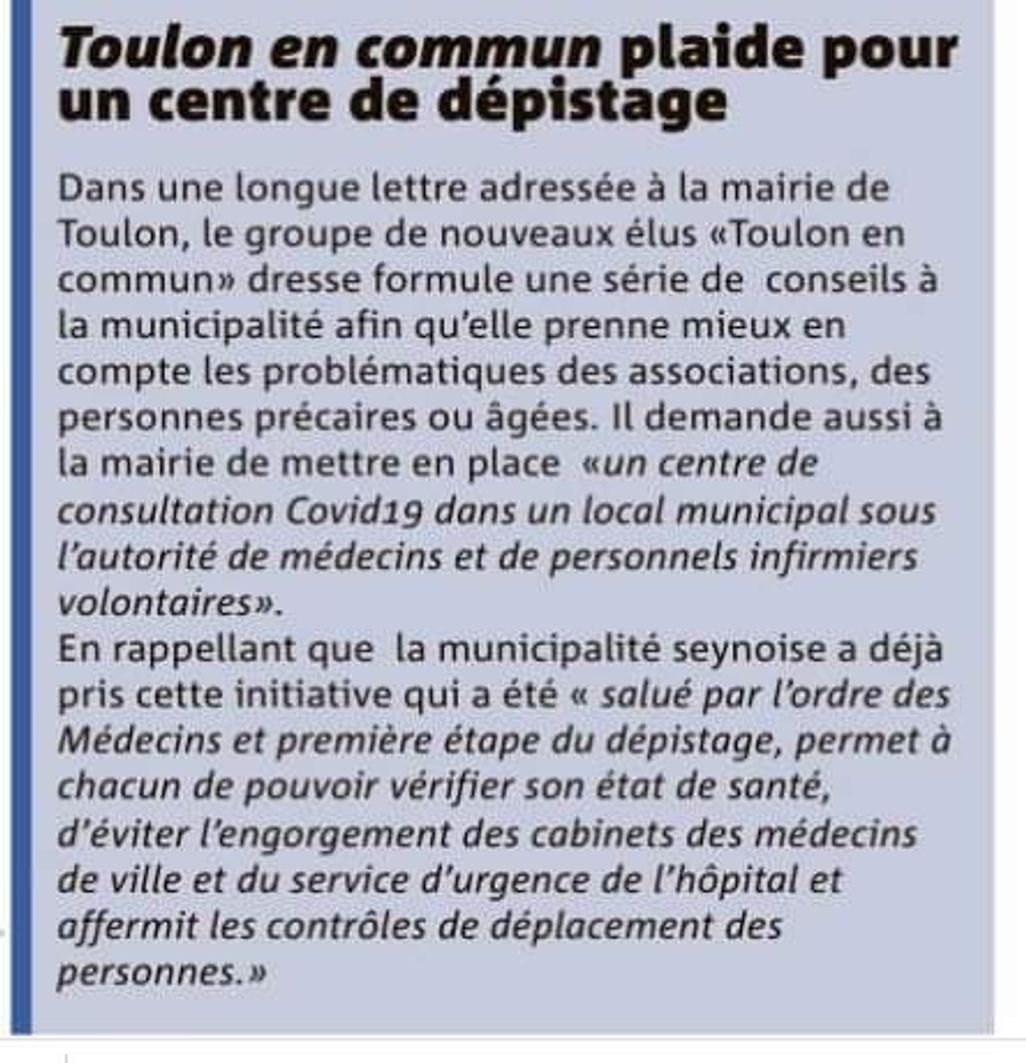 Toulon en commun plaide pour
un centre de dépistage
Dans une longue lettre adressée à la mairie de
Toulon, le groupe de nouveaux élus «Toulon en
commun» dresse formule une série de  conseils à
la municipalité afin qu’elle prenne mieux en
compte les problématiques des associations, des
personnes précaires ou âgées. Il demande aussi à
la mairie de mettre en place  «un centre de
consultation Covid19 dans un local municipal sous
l’autorité de médecins et de personnels infirmiers
volontaires».
En rappellant que  la municipalité seynoise a déjà
pris cette initiative qui a été « salué par l’ordre des
Médecins et première étape du dépistage, permet à
chacun de pouvoir vérifier son état de santé,
d’éviter l’engorgement des cabinets des médecins
de ville et du service d’urgence de l’hôpital et
affermit les contrôles de déplacement des
personnes.»